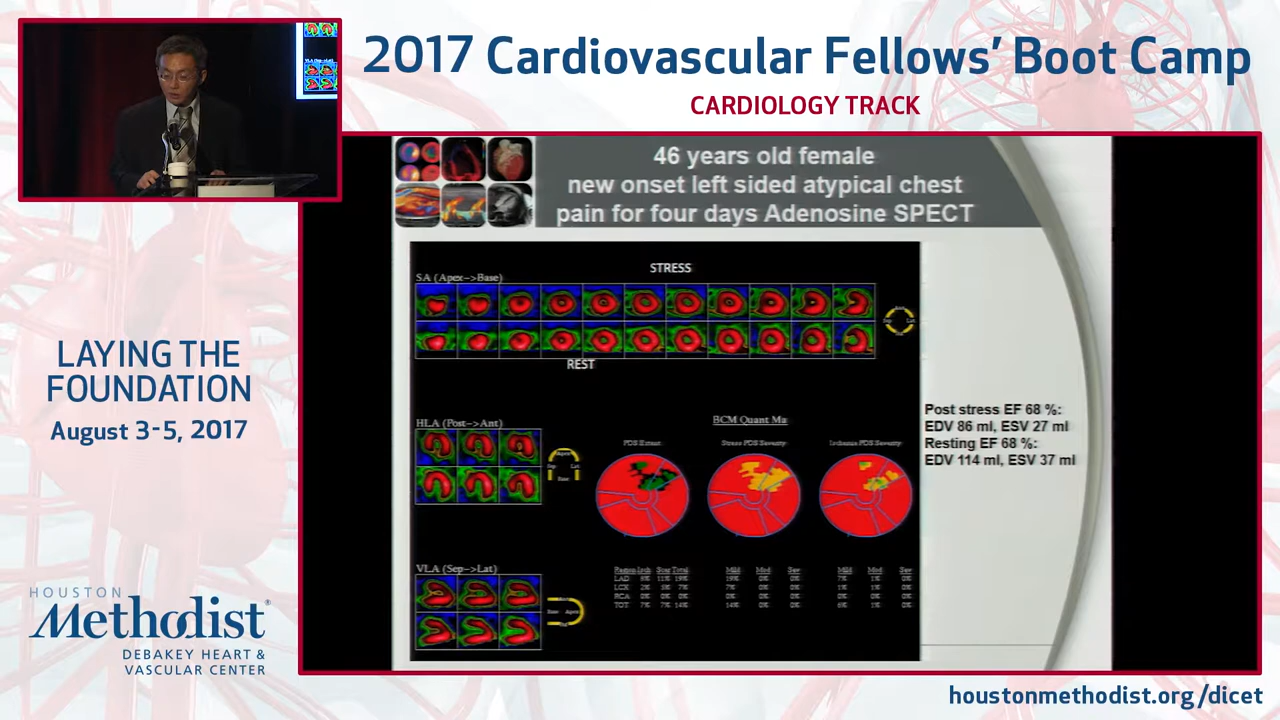 2017 Cardiovascular Fellows' Boot Camp
CARDIOLOGY TRACK
LAYING THE
FOUNDATION
August 3-5, 2017
HOUSTON
Methodist®
DEBAKEY HEART &
VASCULAR CENTER
46 years old female
new onset left sided atypical chest
pain for four days Adenosine SPECT
STRESS
SA (Apex->Base)
REST
HLA (Post->Ant)
BCM Quant Ma
PDS Extent
Stress PDS Severity
Ischemia PDS Severity
VLA (Sep->Lat)
Post stress EF 68 %:
EDV 86 ml, ESV 27 ml
Resting EF 68 %:
EDV 114 ml, ESV 37 ml
houstonmethodist.org/dicet